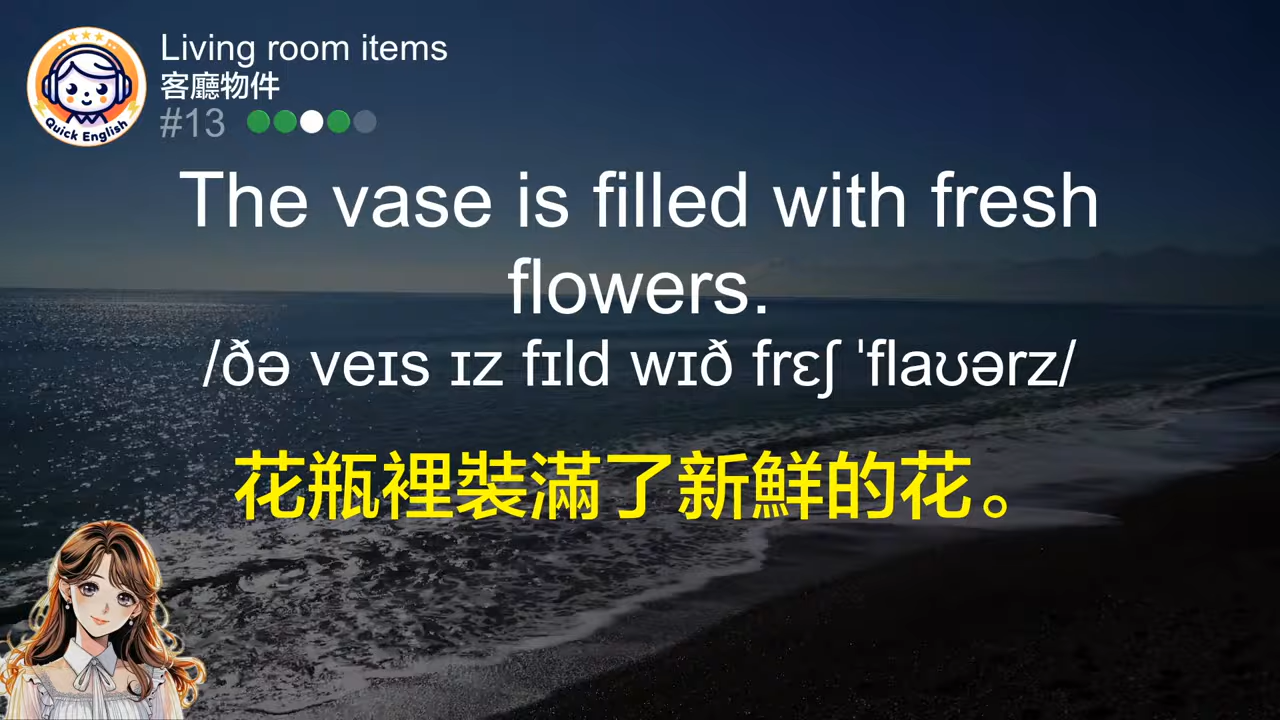 Living room items
客廳物件
#13
Quick English
The vase is filled with fresh
flowers.
/ðə veɪs ɪz fɪld wɪð frɛʃ ˈflaʊərz/
花瓶裡裝滿了新鮮的花。